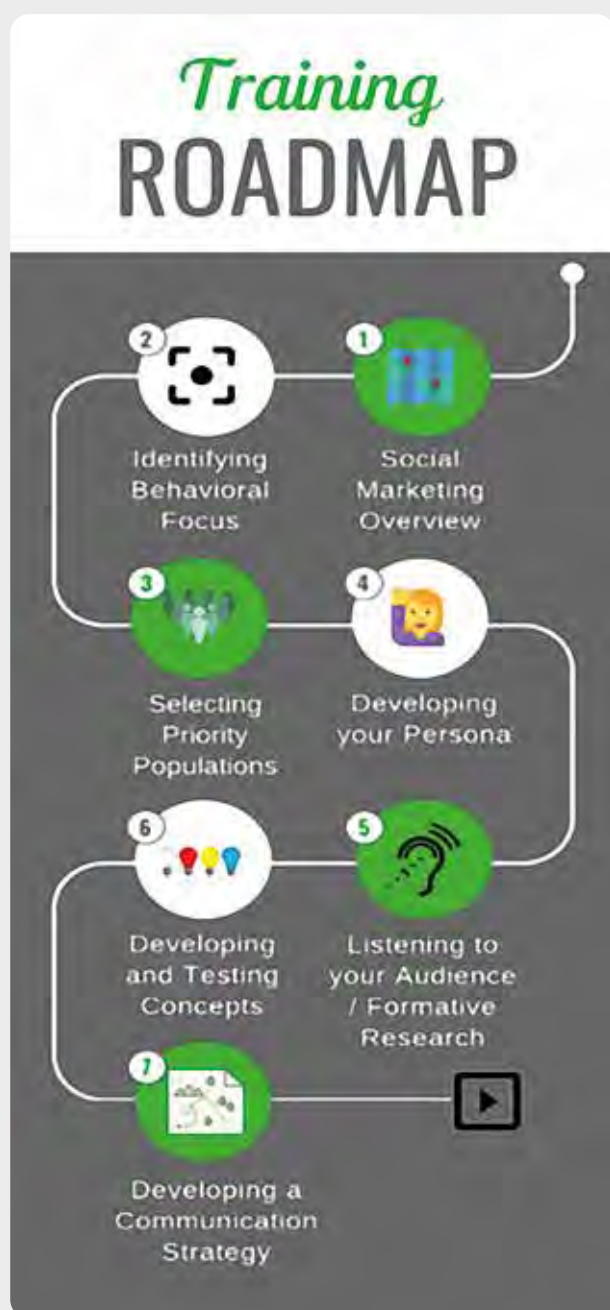 Training
ROADMAP
1
Social
Marketing
Overview
2
Identifying
Behavioral
Focus
3
Selecting
Priority
Populations
4
Developing
your Persona
5
Listening to
your Audience
/ Formative
Research
6
Developing
and Testing
Concepts
7
Developing a
Communication
Strategy